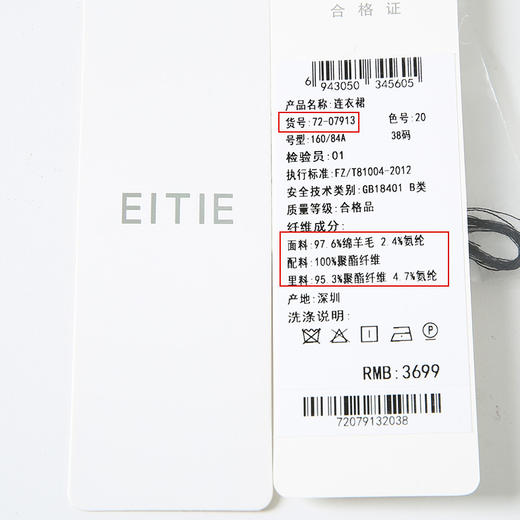 EITIE
合格证
6 943050 345605
产品名称:连衣裙
货号:72-07913 色号:20
号型:160/84A 38码
检验员:01
执行标准:FZ/T81004-2012
安全技术类别:GB18401 B类
质量等级:合格品
纤维成分:
面料:97.6%绵羊毛 2.4%氨纶
配料:100%聚酯纤维
里料:95.3%聚酯纤维 4.7%氨纶
产地:深圳
洗涤说明:
P
RMB:3699
72079132038